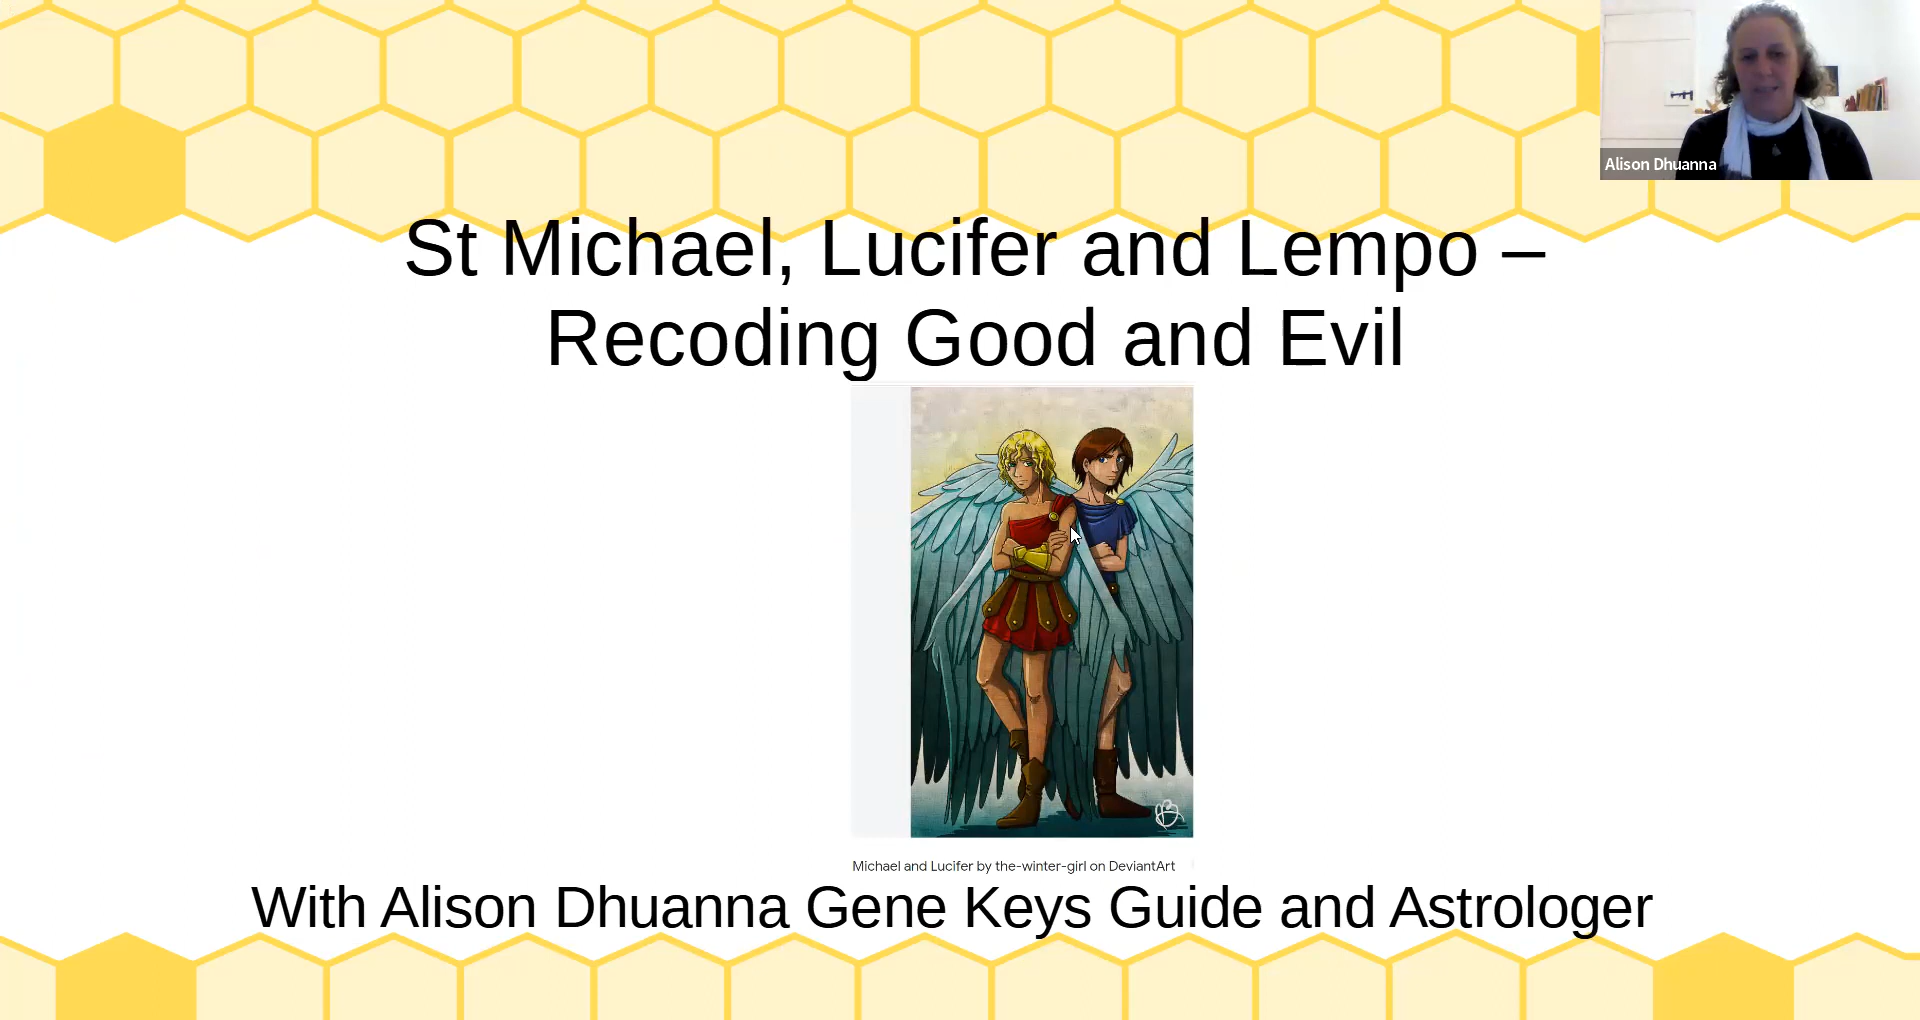 Alison Dhuanna
St Michael, Lucifer and Lempo –
Recoding Good and Evil
Michael and Lucifer by the-winter-girl on DeviantArt
With Alison Dhuanna Gene Keys Guide and Astrologer